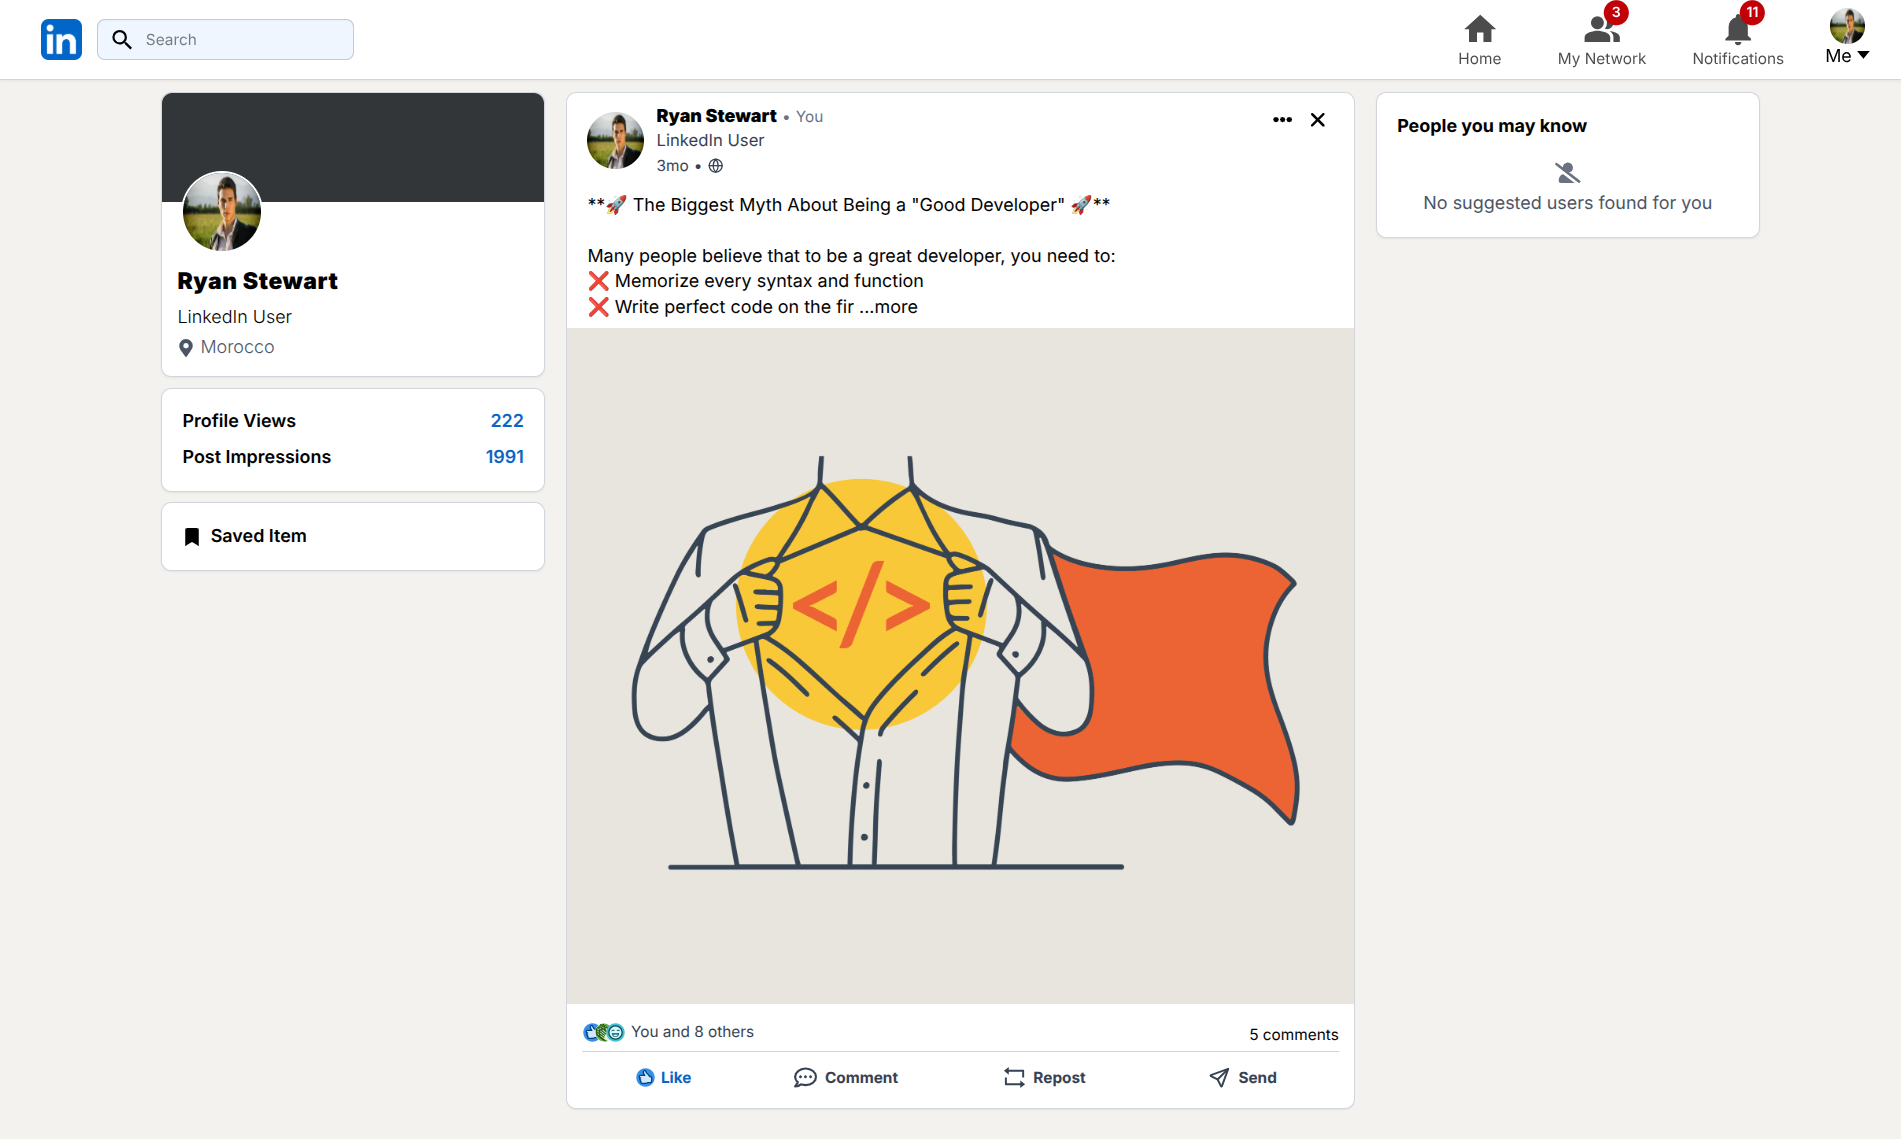 in
Search
Home
3
My Network
11
Notifications
Me
Ryan Stewart
LinkedIn User
Morocco
Profile Views 222
Post Impressions 1991
Saved Item
Ryan Stewart • You
LinkedIn User
3mo •
**🚀 The Biggest Myth About Being a "Good Developer" 🚀**
Many people believe that to be a great developer, you need to:
❌ Memorize every syntax and function
❌ Write perfect code on the fir ...more
</>
You and 8 others
5 comments
Like
Comment
Repost
Send
People you may know
No suggested users found for you